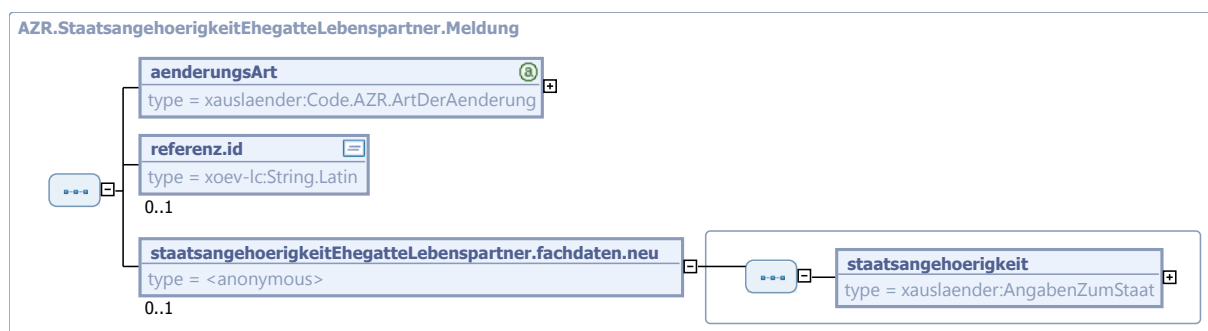 AZR.StaatsangehoerigkeitEhegatteLebenspartner.Meldung
aenderungsArt
type = xauslaender:Code.AZR.ArtDerAenderung
referenz.id
type = xoev-lc:String.Latin
0..1
staatsangehoerigkeitEhegatteLebenspartner.fachdaten.neu
type = <anonymous>
0..1
staatsangehoerigkeit
type = xauslaender:AngabenZumStaat